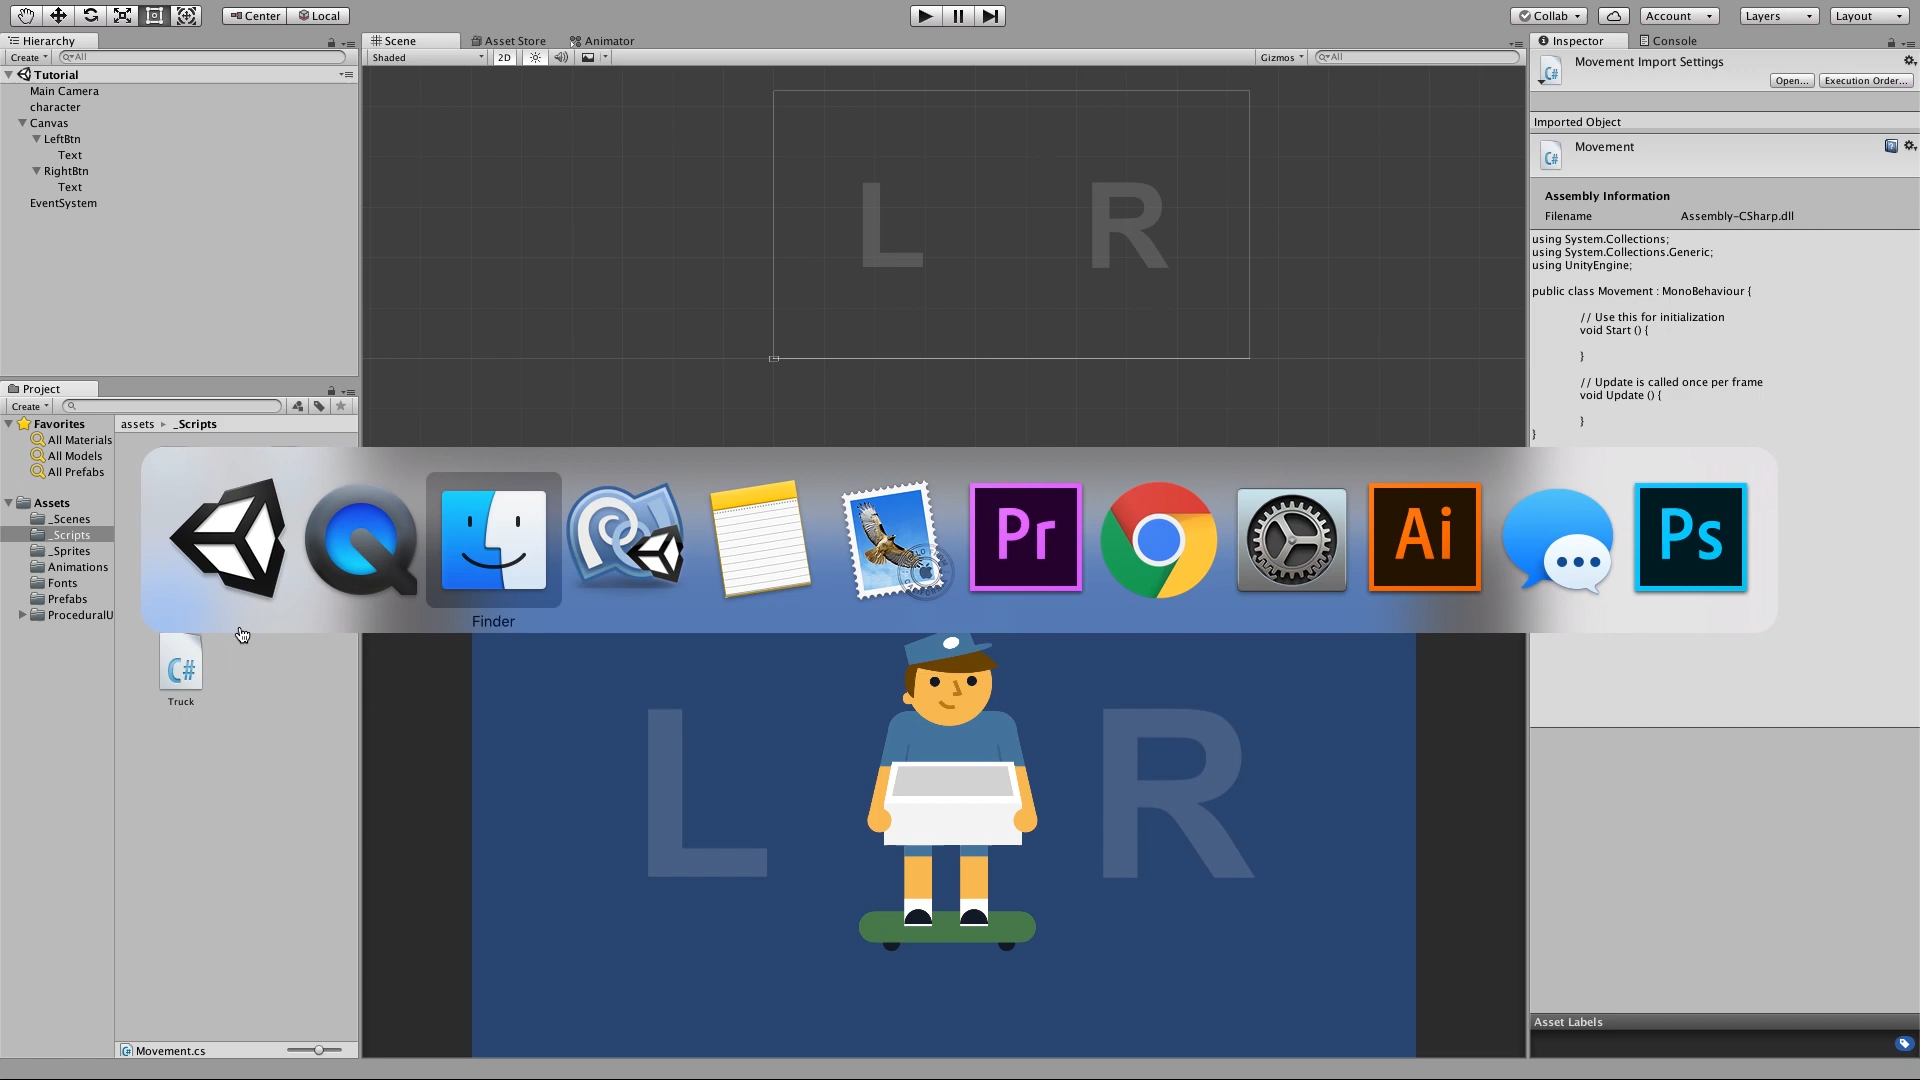 Center
Local
Collab
Account
Layers
Layout
Hierarchy
Create
All
Tutorial
Main Camera
character
Canvas
LeftBtn
Text
RightBtn
Text
EventSystem
Scene
Asset Store
Animator
Shaded
2D
Gizmos
All
L
R
Inspector
Console
Movement Import Settings
Open...
Execution Order...
Imported Object
C#
Movement
C#
Assembly Information
Filename
Assembly-CSharp.dll
using System.Collections;
using System.Collections.Generic;
using UnityEngine;
public class Movement : MonoBehaviour {
// Use this for initialization
void Start () {
}
// Update is called once per frame
void Update () {
}
}
Project
Create
assets
_Scripts
Favorites
All Materials
All Models
All Prefabs
Assets
_Scenes
_Scripts
_Sprites
Animations
Fonts
Prefabs
ProceduralU
C#
Truck
Movement.cs
Pr
Ai
Ps
Finder
L
R
Asset Labels